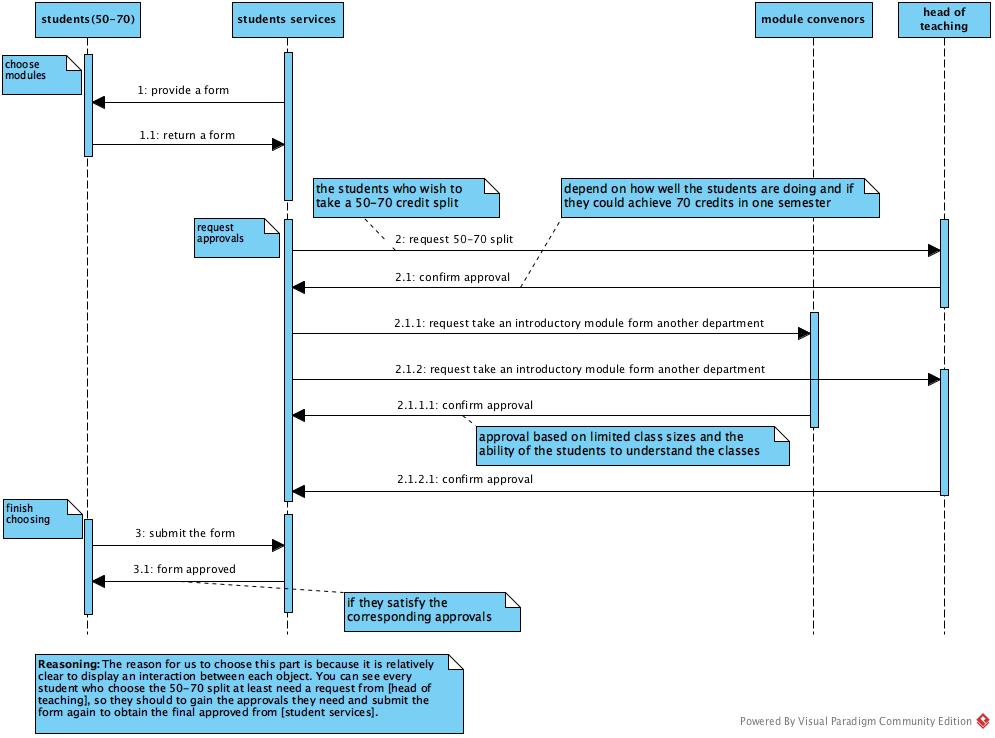 students(50-70)
students services
module convenors
head of
teaching
choose
modules
1: provide a form
1.1: return a form
the students who wish to
take a 50-70 credit split
depend on how well the students are doing and if
they could achieve 70 credits in one semester
request
approvals
2: request 50-70 split
2.1: confirm approval
2.1.1: request take an introductory module form another department
2.1.2: request take an introductory module form another department
2.1.1.1: confirm approval
approval based on limited class sizes and the
ability of the students to understand the classes
2.1.2.1: confirm approval
finish
choosing
3: submit the form
3.1: form approved
if they satisfy the
corresponding approvals
Reasoning: The reason for us to choose this part is because it is relatively
clear to display an interaction between each object. You can see every
student who choose the 50-70 split at least need a request from [head of
teaching], so they should to gain the approvals they need and submit the
form again to obtain the final approved from [student services].
Powered By Visual Paradigm Community Edition